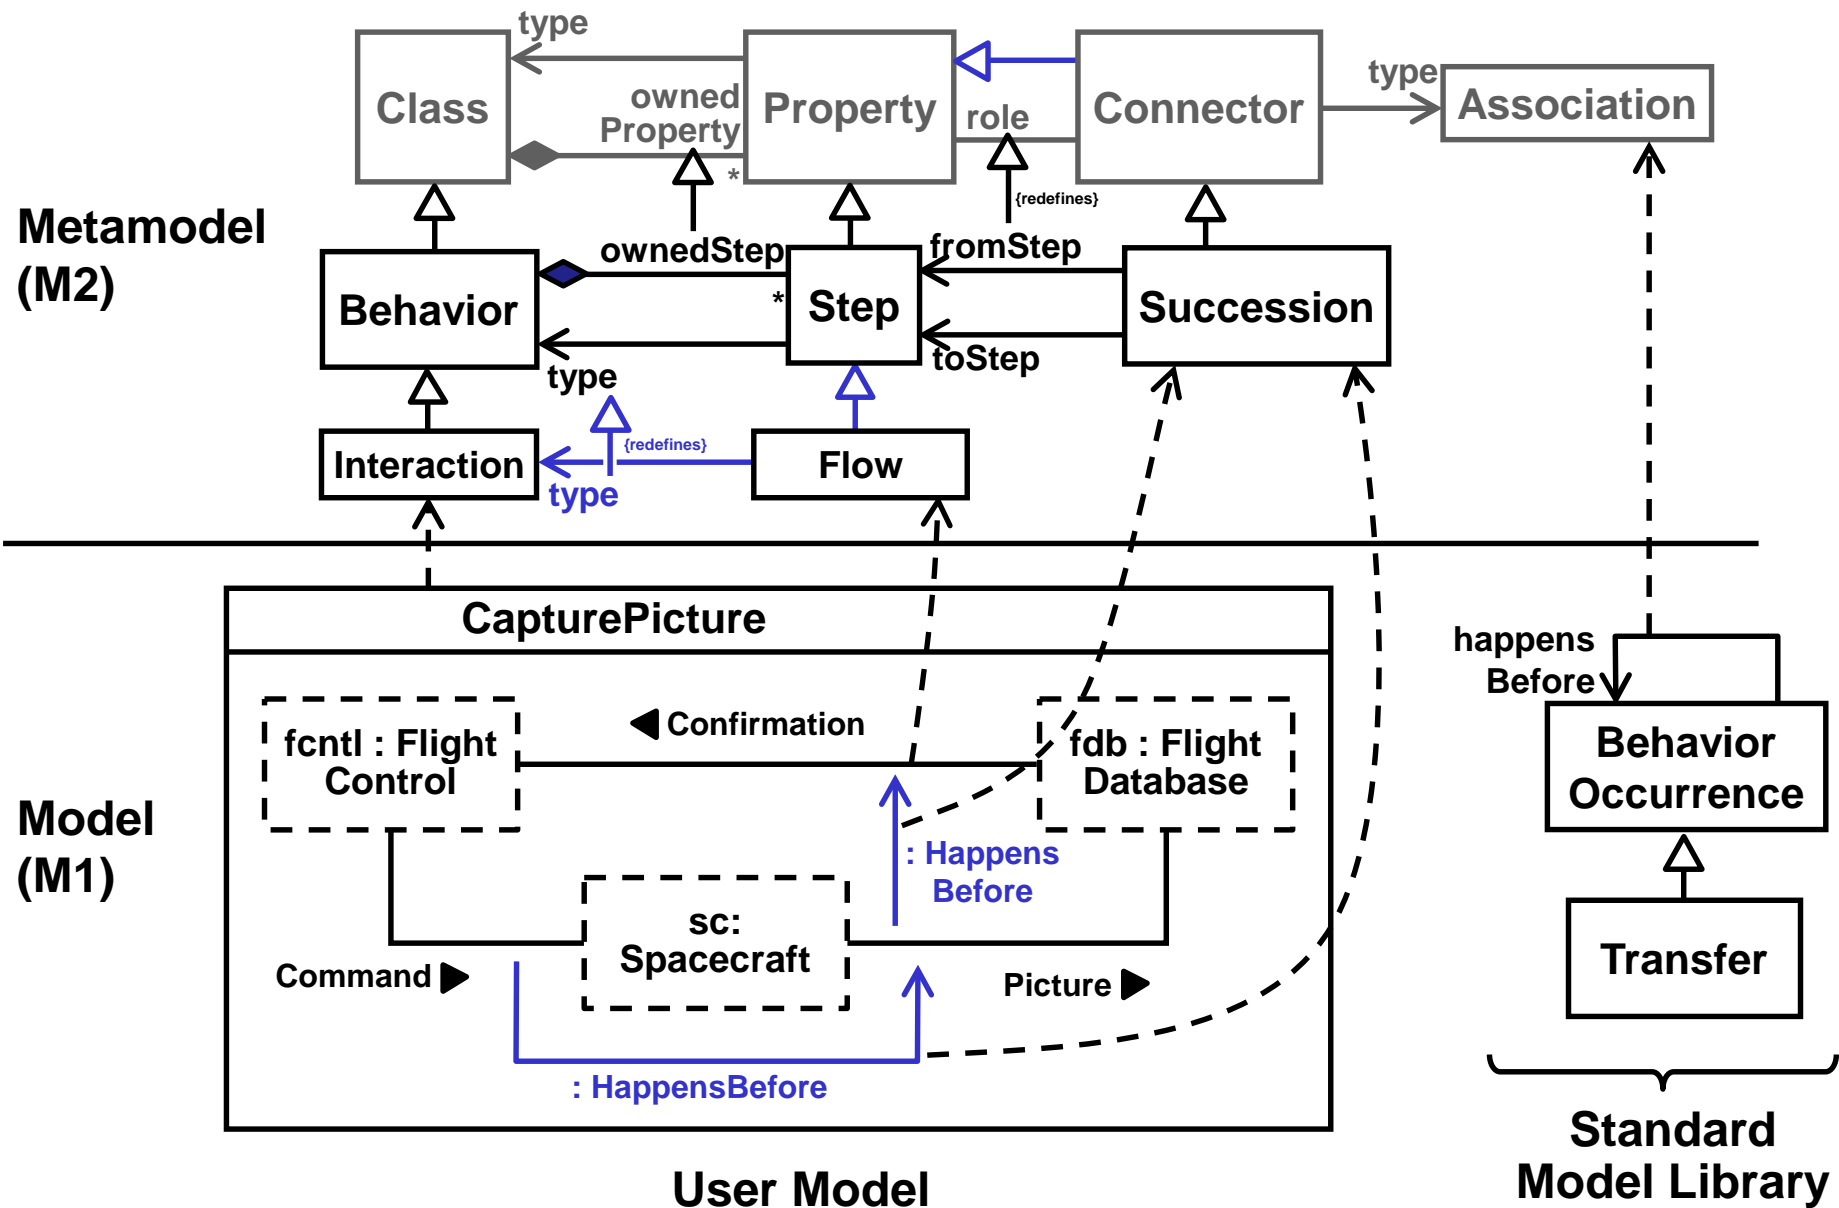 type
Class
owned
Property
*
Property
role
Connector
type
Association
{redefines}
Metamodel
(M2)
Behavior
ownedStep
*
type
Step
fromStep
toStep
Succession
Interaction
{redefines}
type
Flow
CapturePicture
fcntl : Flight
Control
Confirmation
fdb : Flight
Database
: Happens
Before
sc:
Spacecraft
Command
Picture
: HappensBefore
Model
(M1)
User Model
happens
Before
Behavior
Occurrence
Transfer
Standard
Model Library